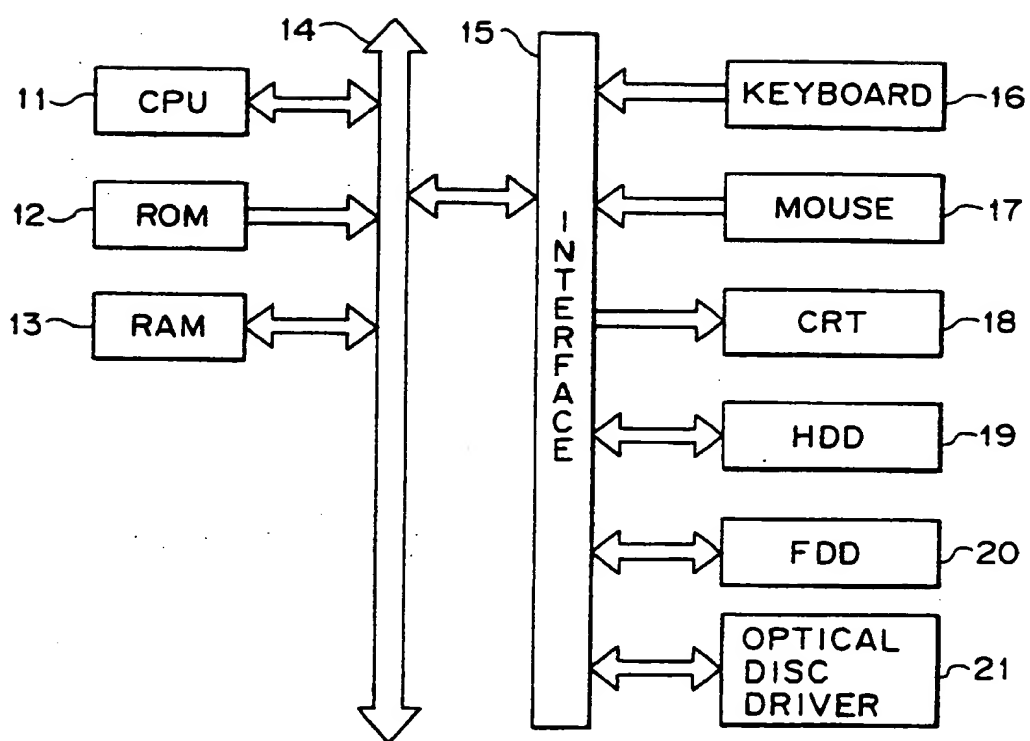 14
15
11
CPU
KEYBOARD
16
12
ROM
MOUSE
17
13
RAM
CRT
18
INTERFACE
HDD
19
FDD
20
OPTICAL
DISC
DRIVER
21